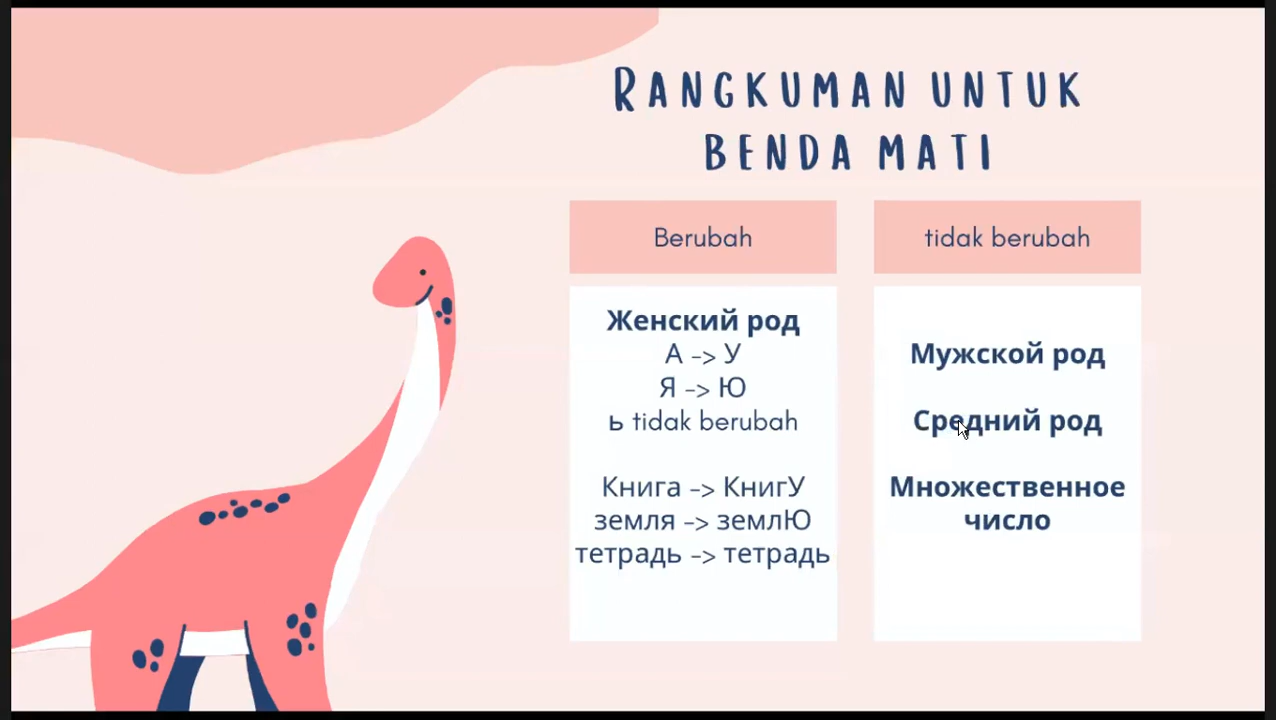 RANGKUMAN UNTUK
BENDA MATI
Berubah
Женский род
А -> У
Я -> Ю
ь tidak berubah
Книга -> КнигУ
земля -> землЮ
тетрадь -> тетрадь
tidak berubah
Мужской род
Средний род
Множественное
число